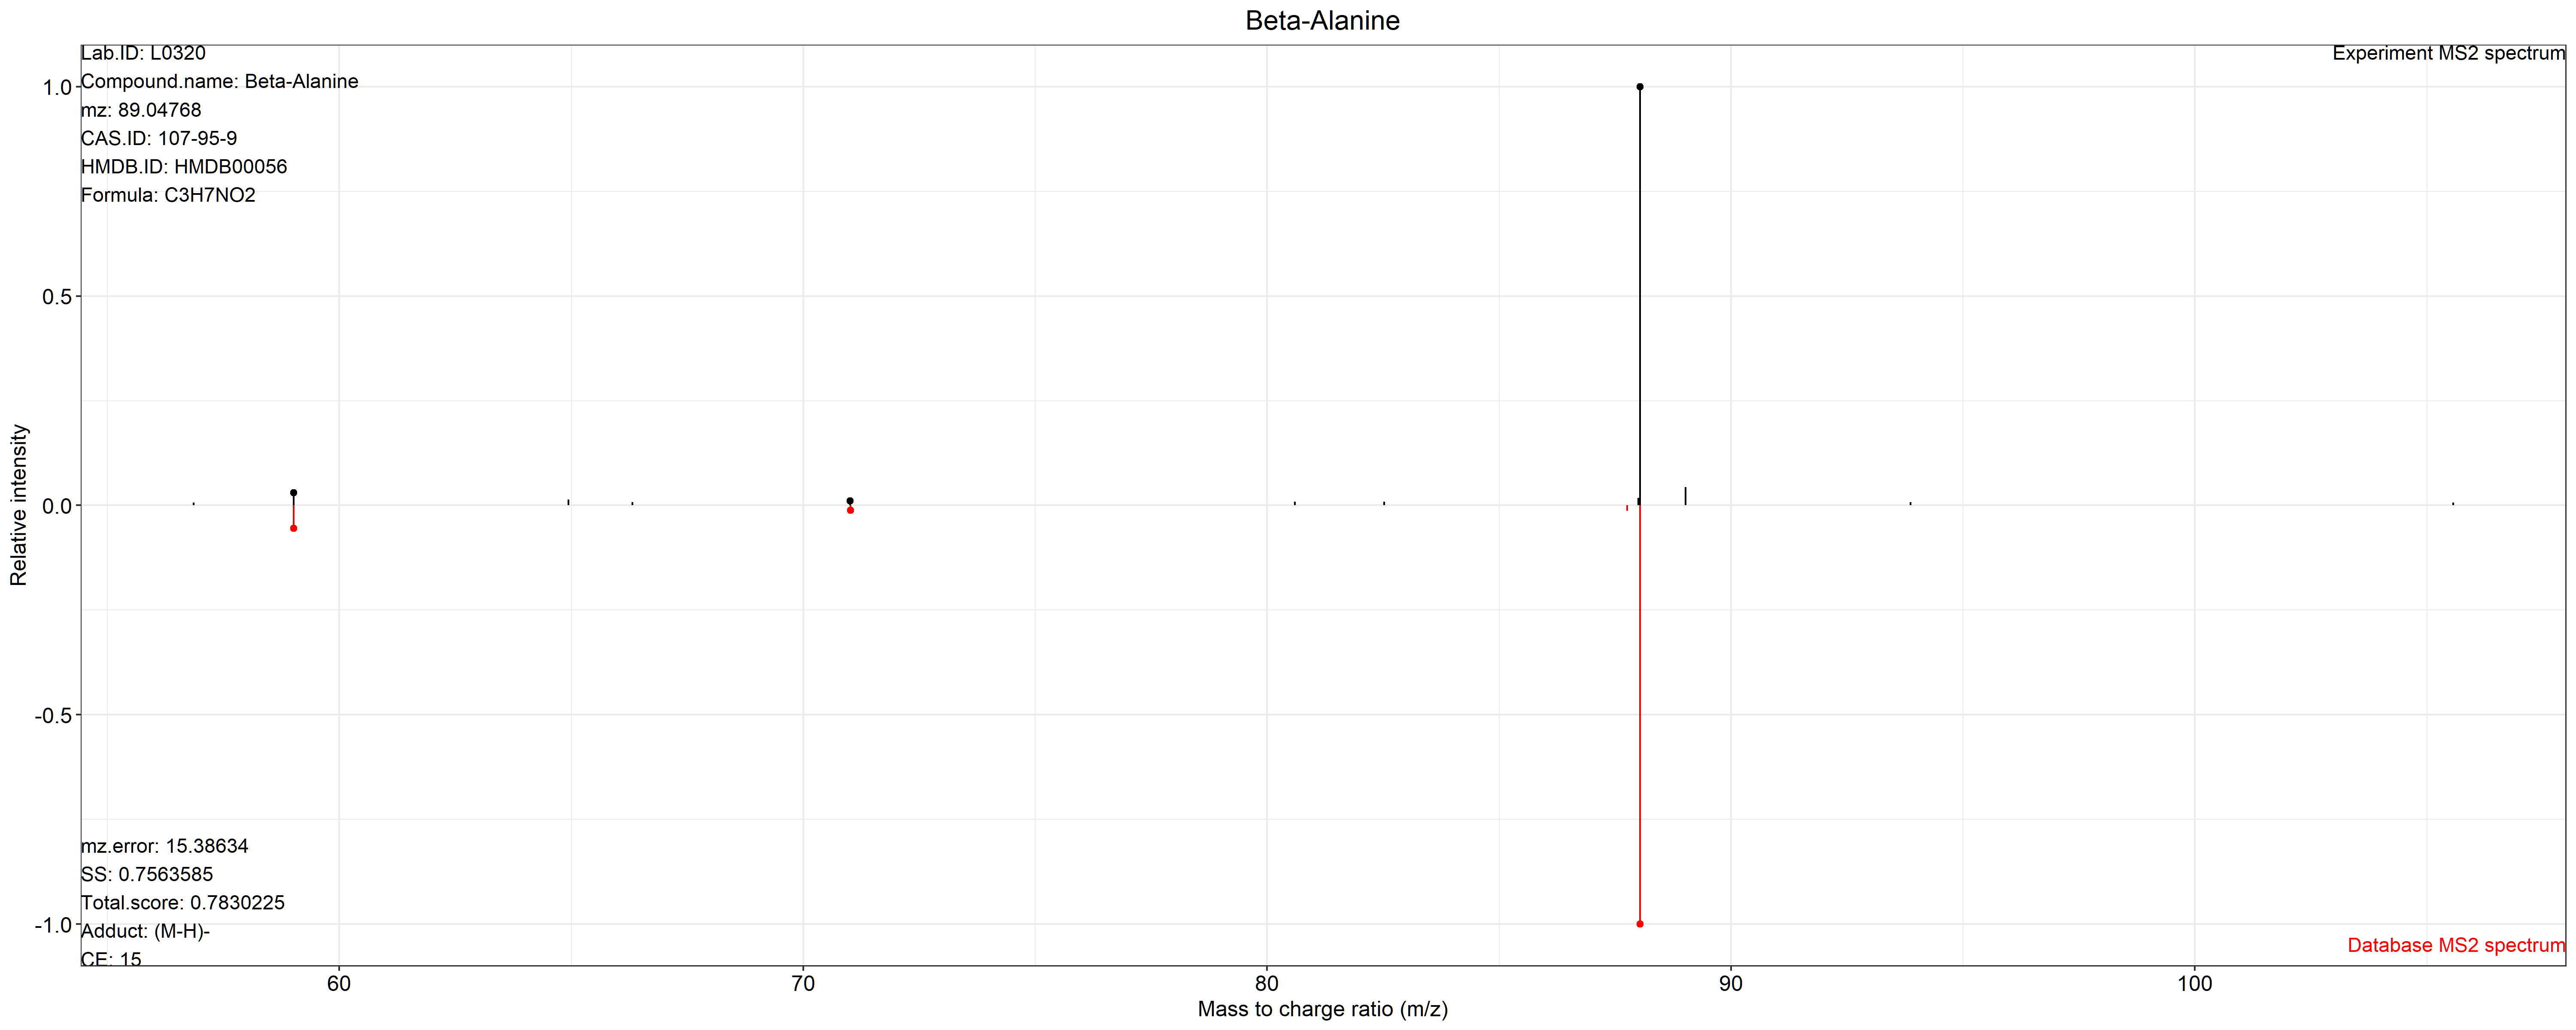 Beta-Alanine
Lab.ID: L0320
Experiment MS2 spectrum
Compound.name: Beta-Alanine
mz: 89.04768
CAS.ID: 107-95-9
HMDB.ID: HMDB00056
Formula: C3H7NO2
1.0
0.5
0.0
-0.5
-1.0
Relative intensity
mz.error: 15.38634
SS: 0.7563585
Total.score: 0.7830225
Adduct: (M-H)-
CE: 15
Database MS2 spectrum
60 70 80 90 100
Mass to charge ratio (m/z)